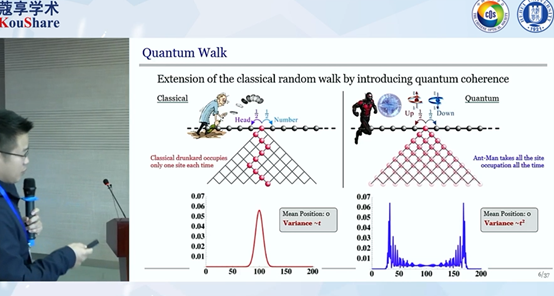 蔻享学术
KouShare
Quantum Walk
Extension of the classical random walk by introducing quantum coherence
Classical
Head
1/2
1/2
Number
Classical drunkard occupies
only one site each time
Quantum
Up
1/2
1/2
Down
Ant-Man takes all the site
occupation all the time
0.07
0.06
0.05
0.04
0.03
0.02
0.01
0
50
100
150
200
Mean Position: 0
Variance ~t
0.07
0.06
0.05
0.04
0.03
0.02
0.01
0
50
100
150
200
Mean Position: 0
Variance ~t²
6/37